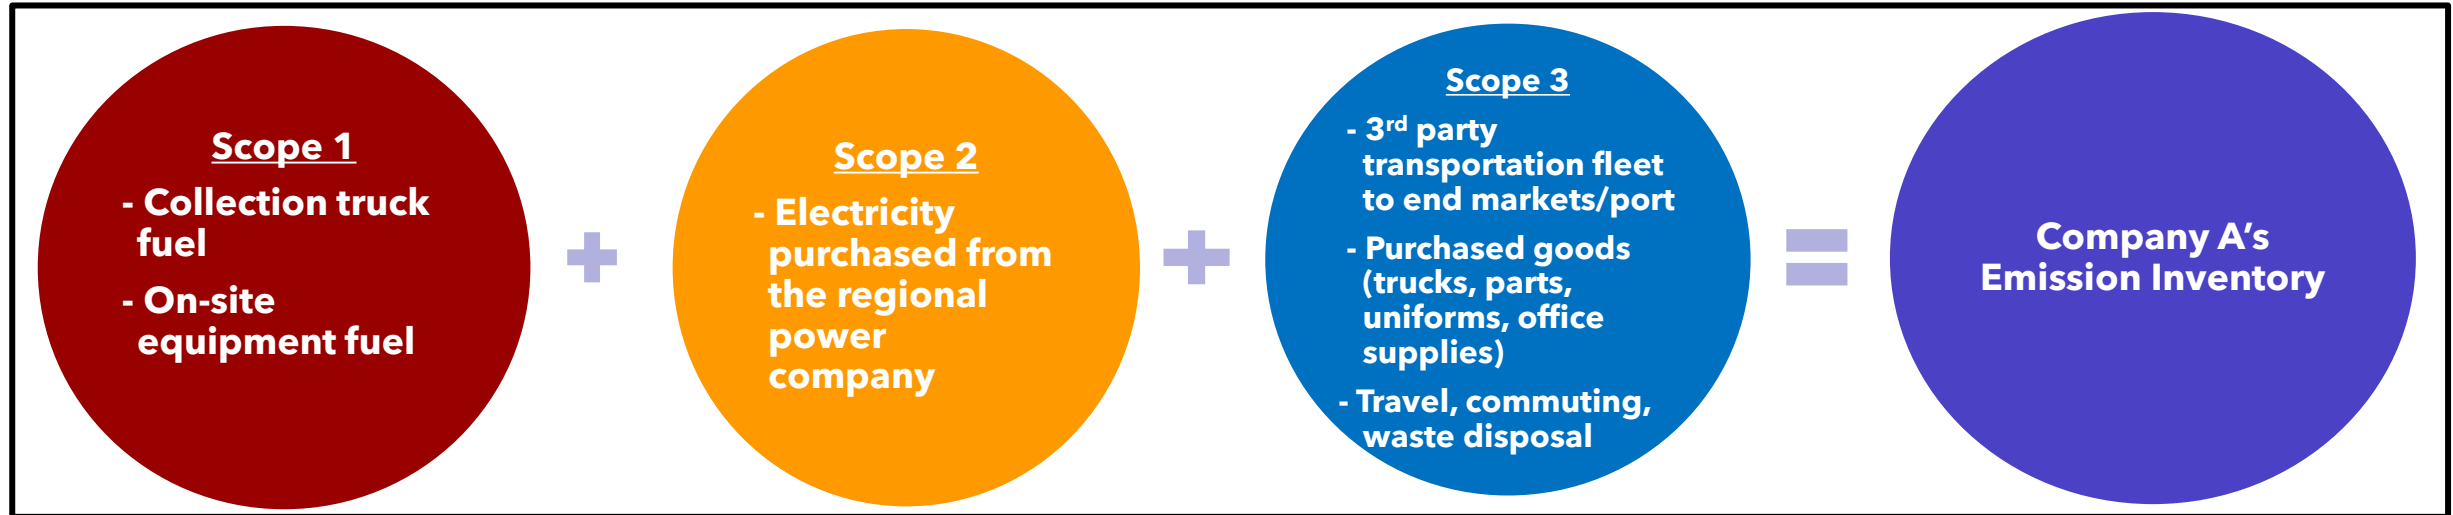 Scope 1
- Collection truck
fuel
- On-site
equipment fuel
Scope 2
- Electricity
purchased from
the regional
power
company
Scope 3
- 3rd party
transportation fleet
to end markets/port
- Purchased goods
(trucks, parts,
uniforms, office
supplies)
- Travel, commuting,
waste disposal
Company A’s
Emission Inventory